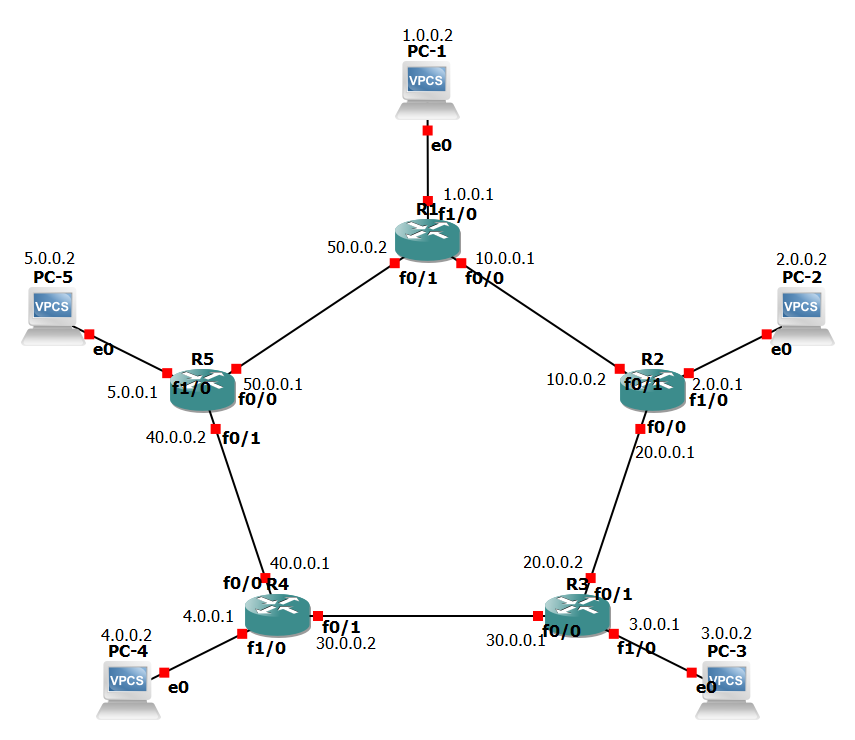 1.0.0.2
PC-1
VPCS
e0
1.0.0.1
R1
f1/0
50.0.0.2
10.0.0.1
f0/1
f0/0
5.0.0.2
PC-5
VPCS
e0
2.0.0.2
PC-2
VPCS
e0
R5
5.0.0.1
f1/0
50.0.0.1
f0/0
40.0.0.2
f0/1
R2
10.0.0.2
f0/1
2.0.0.1
f1/0
f0/0
20.0.0.1
40.0.0.1
f0/0
R4
4.0.0.1
f0/1
30.0.0.2
f1/0
20.0.0.2
R3
f0/1
30.0.0.1
f0/0
3.0.0.1
f1/0
4.0.0.2
PC-4
VPCS
e0
3.0.0.2
PC-3
VPCS
e0